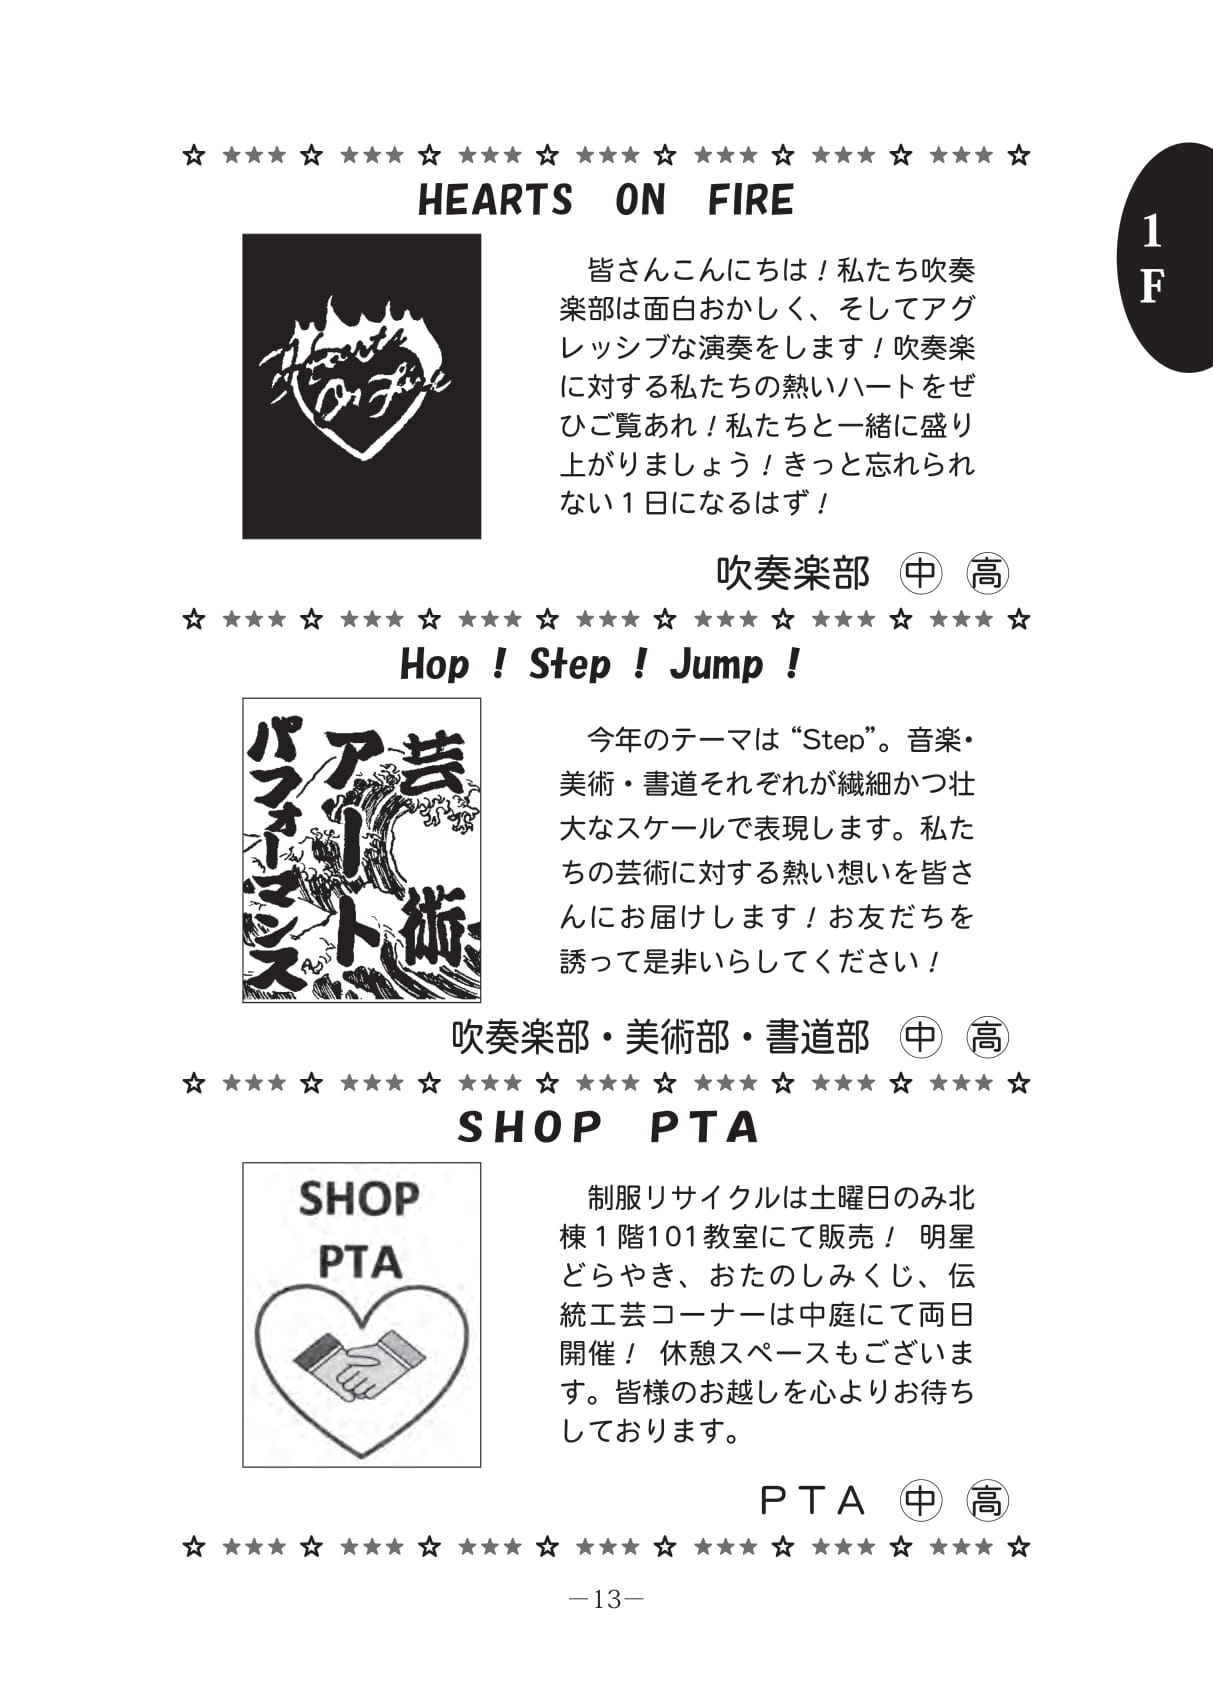 HEARTS ON FIRE
1
F
Hearts
On Fire
皆さんこんにちは！私たち吹奏
楽部は面白おかしく、そしてアグ
レッシブな演奏をします！吹奏楽
に対する私たちの熱いハートをぜ
ひご覧あれ！私たちと一緒に盛り
上がりましょう！きっと忘れられ
ない１日になるはず！
吹奏楽部 ㊥ ㊤高
Hop ！ Step ！ Jump ！
芸術
アート
パフォーマンス
今年のテーマは “Step”。音楽・
美術・書道それぞれが繊細かつ壮
大なスケールで表現します。私た
ちの芸術に対する熱い想いを皆さ
んにお届けします！お友だちを
誘って是非いらしてください！
吹奏楽部・美術部・書道部 中 高
SHOP PTA
SHOP
PTA
制服リサイクルは土曜日のみ北
棟１階101教室にて販売！ 明星
どらやき、おたのしみくじ、伝
統工芸コーナーは中庭にて両日
開催！ 休憩スペースもございま
す。皆様のお越しを心よりお待ち
しております。
ＰＴＡ 中 高
－13－